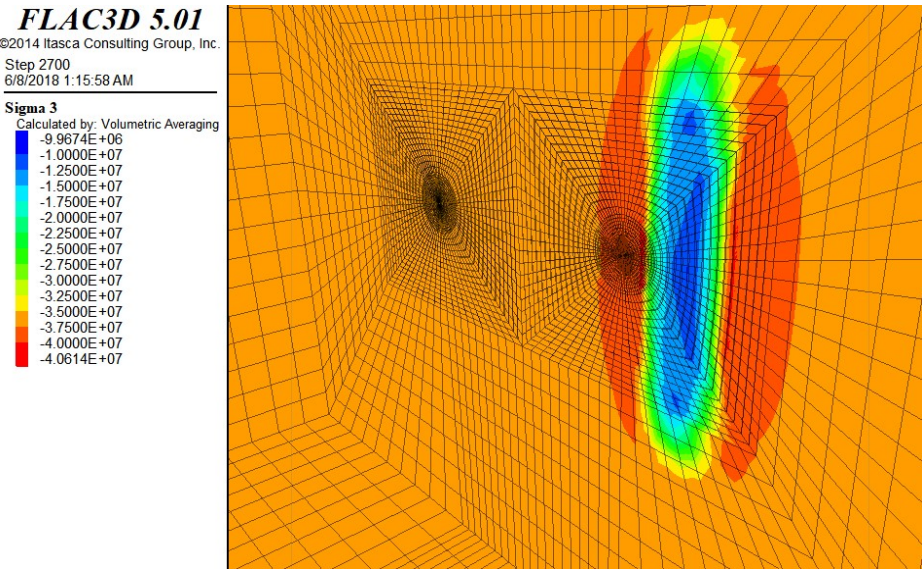 FLAC3D 5.01
©2014 Itasca Consulting Group, Inc.
Step 2700
6/8/2018 1:15:58 AM
Sigma 3
Calculated by: Volumetric Averaging
-9.9674E+06
-1.0000E+07
-1.2500E+07
-1.5000E+07
-1.7500E+07
-2.0000E+07
-2.2500E+07
-2.5000E+07
-2.7500E+07
-3.0000E+07
-3.2500E+07
-3.5000E+07
-3.7500E+07
-4.0000E+07
-4.0614E+07